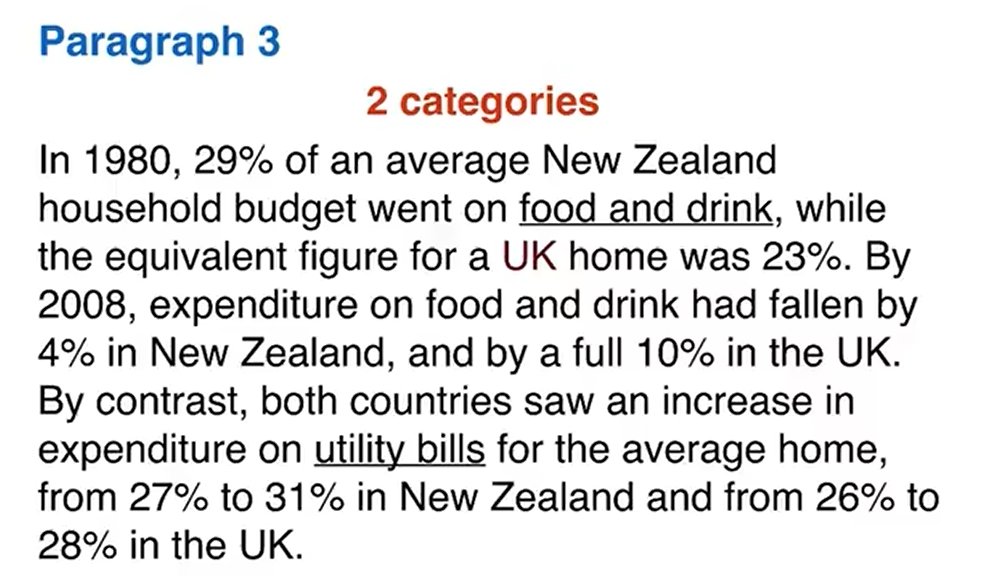 Paragraph 3
2 categories
In 1980, 29% of an average New Zealand
household budget went on food and drink, while
the equivalent figure for a UK home was 23%. By
2008, expenditure on food and drink had fallen by
4% in New Zealand, and by a full 10% in the UK.
By contrast, both countries saw an increase in
expenditure on utility bills for the average home,
from 27% to 31% in New Zealand and from 26% to
28% in the UK.